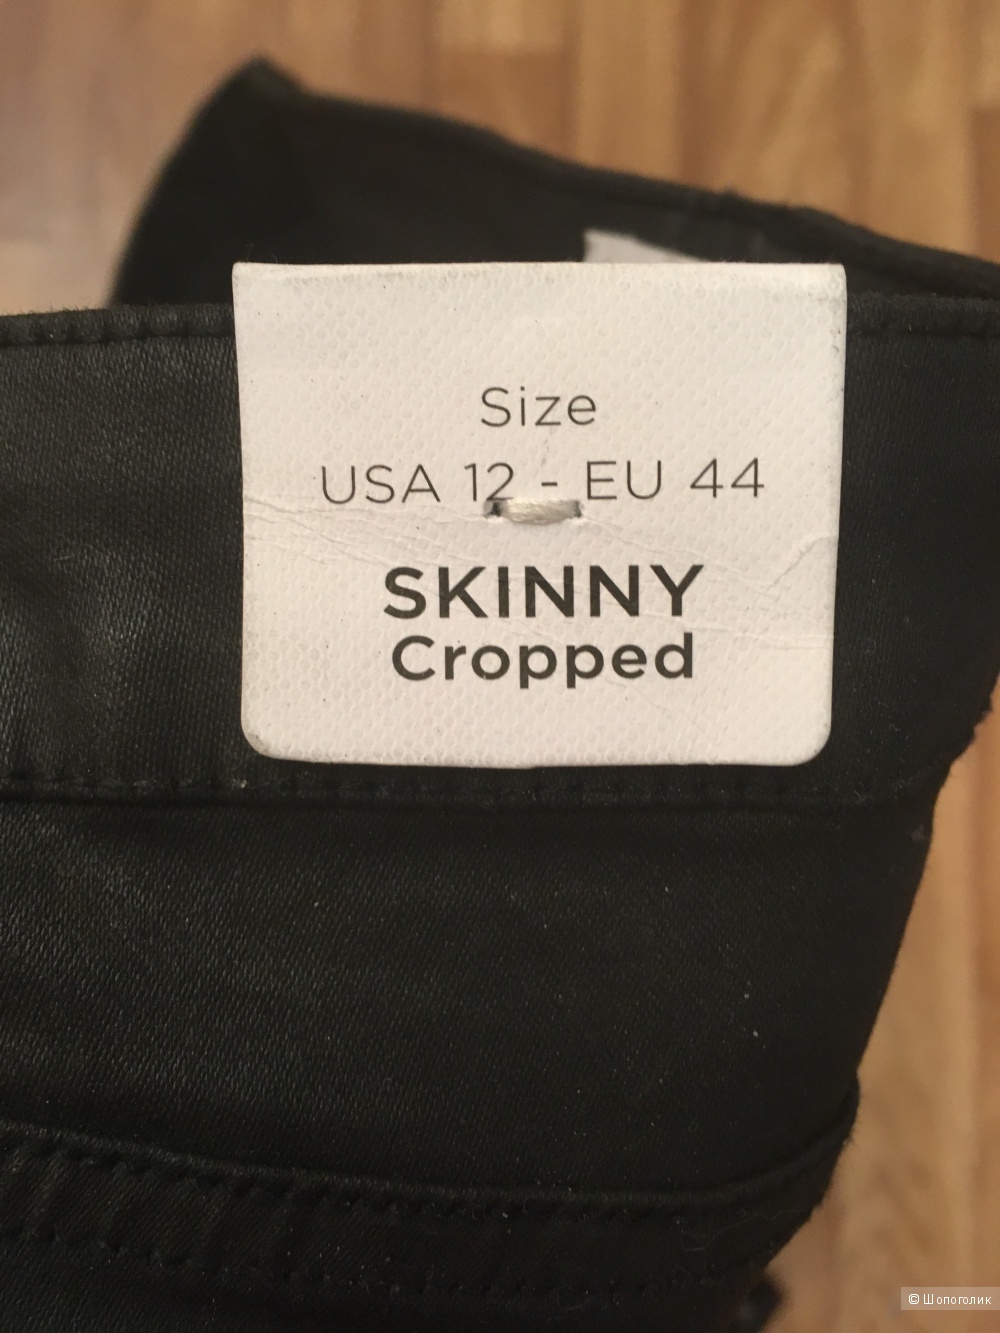 Size
USA 12 - EU 44
SKINNY
Cropped
© Шопоголик